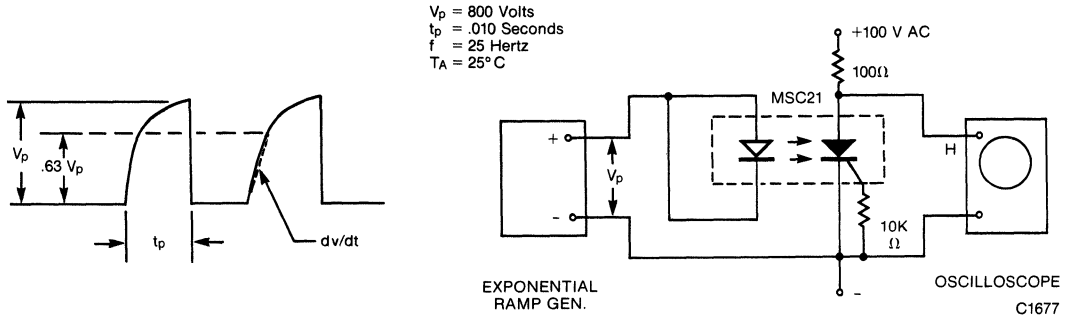 Vp = 800 Volts
tp = .010 Seconds
f = 25 Hertz
TA = 25°C
+100 V AC
100Ω
MSC21
Vp
.63 Vp
+
Vp
-
H
10K
Ω
tp
dv/dt
EXPONENTIAL
RAMP GEN.
-
OSCILLOSCOPE
C1677